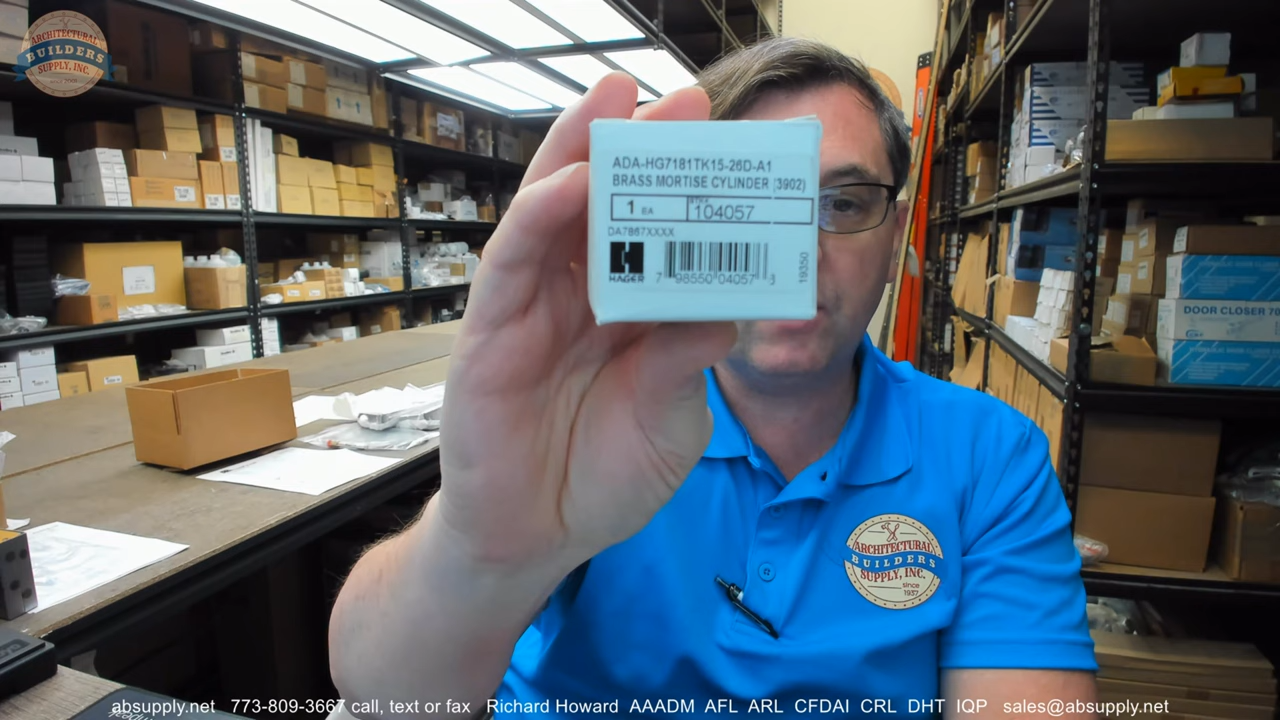 ARCHITECTURAL
BUILDERS
SUPPLY, INC.
ADA-HG7181TK15-26D-A1
BRASS MORTISE CYLINDER (3902)
1 EA
STK#
104057
DA7867XXXX
HAGER
7 98550 04057 3
19350
DOOR CLOSER 70
ARCHITECTURAL
BUILDERS
SUPPLY, INC.
since
1937
absupply.net 773-809-3667 call, text or fax Richard Howard AAADM AFL ARL CFDAI CRL DHT IQP sales@absupply.net